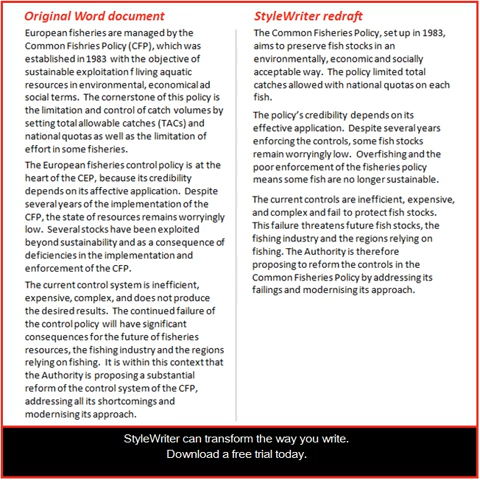 Original Word document
European fisheries are managed by the
Common Fishries Policy (CFP), which was
established in 1983 with the objective of
sustainable exploitation f living aquatic
resources in environmental, economical ad
social terms. The cornerstone of this policy is
the limitation and control of catch volumes by
setting total allowable catches (TACs) and
national quotas as well as the limitation of
effort in some fisheries.
The European fisheries control policy is at the
heart of the CEP, because its credibility
depends on its affective application. Despite
several years of the implementation of the
CFP, the state of resources remains worryingly
low. Several stocks have been exploited
beyond sustainability and as a consequence of
deficiencies in the implementation and
enforcement of the CFP.
The current control system is inefficient,
expensive, complex, and does not produce
the desired results. The continued failure of
the control policy will have significant
consequences for the future of fisheries
resources, the fishing industry and the regions
relying on fishing. It is within this context that
the Authority is proposing a substantial
reform of the control system of the CFP,
addressing all its shortcomings and
modernising its approach.
StyleWriter redraft
The Common Fisheries Policy, set up in 1983,
aims to preserve fish stocks in an
environmentally, economic and socially
acceptable way. The policy limited total
catches allowed with national quotas on each
fish.
The policy's credibility depends on its
effective application. Despite several years
enforcing the controls, some fish stocks
remain worryingly low. Overfishing and the
poor enforcement of the fisheries policy
means some fish are no longer sustainable.
The current controls are inefficient, expensive,
and complex and fail to protect fish stocks.
This failure threatens future fish stocks, the
fishing industry and the regions relying on
fishing. The Authority is therefore
proposing to reform the controls in the
Common Fisheries Policy by addressing its
failings and modernising its approach.
StyleWriter can transform the way you write.
Download a free trial today.